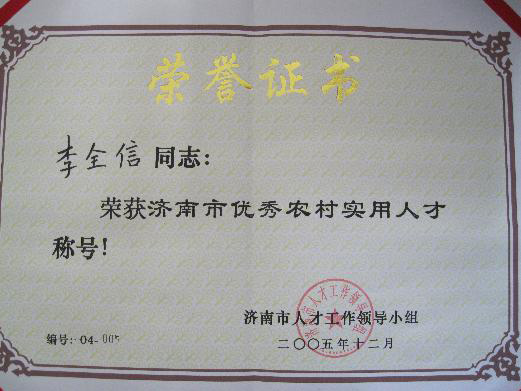 荣誉证书
李全信同志:
荣获济南市优秀农村实用人才
称号!
济南市人才工作领导小组
编号: 04-005
二〇〇五年十二月